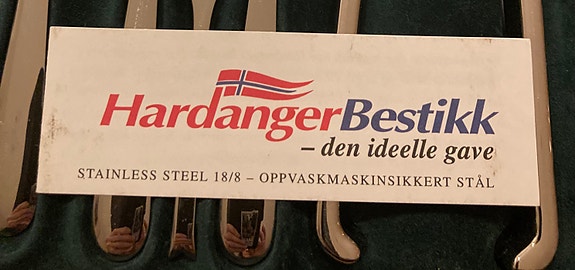 HardangerBestikk
– den ideelle gave
STAINLESS STEEL 18/8 – OPPVASKMASKINSIKKERT STÅL